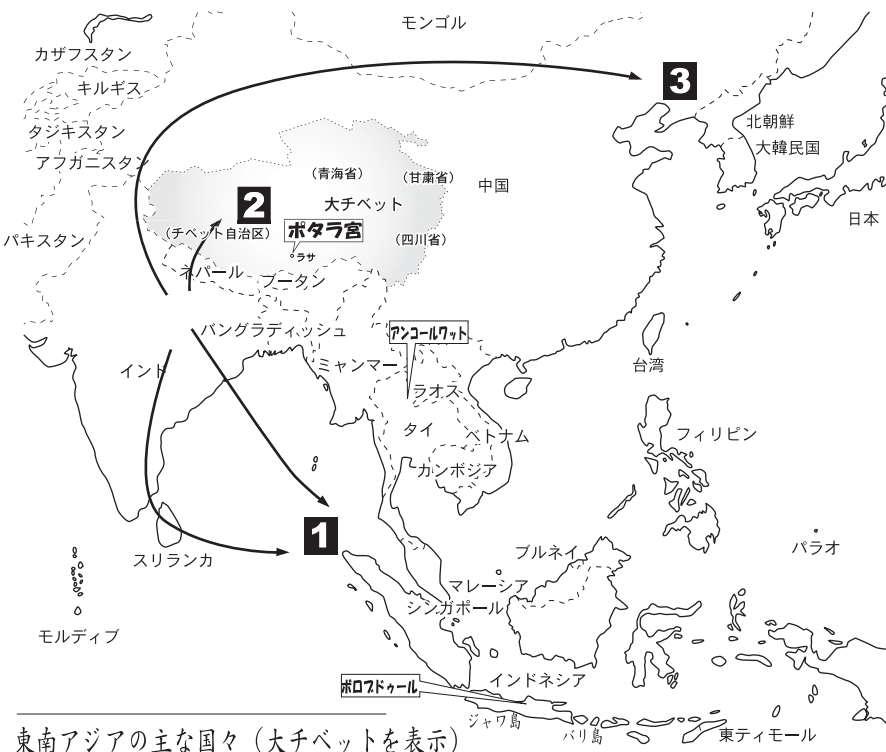 モンゴル
カザフスタン
キルギス
3
タジキスタン
北朝鮮
アフガニスタン
大韓民国
(青海省)
(甘粛省)
中国
2
大チベット
日本
パキスタン
(チベット自治区)
ポタラ宮
(四川省)
ラサ
ネパール
ブータン
バングラディッシュ
アンコールワット
インド
ミャンマー
台湾
ラオス
タイ
ベトナム
フィリピン
カンボジア
1
スリランカ
ブルネイ
パラオ
マレーシア
シンガポール
モルディブ
ボロブドゥール
インドネシア
ジャワ島
バリ島
東ティモール
東南アジアの主な国々(大チベットを表示)